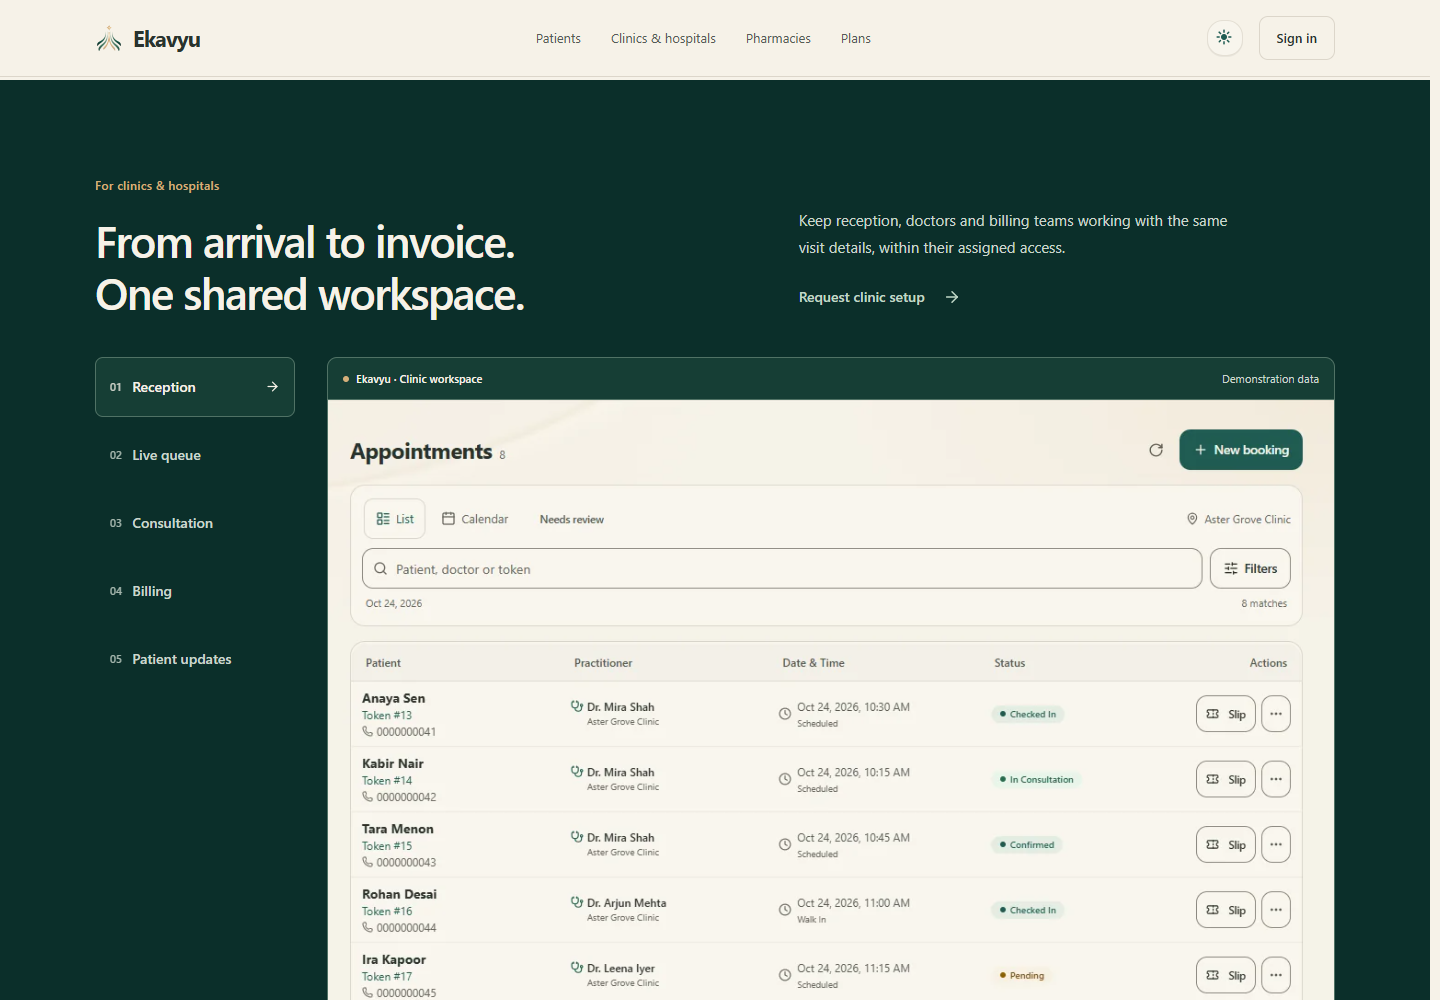 Ekavyu
Patients
Clinics & hospitals
Pharmacies
Plans
Sign in
For clinics & hospitals
From arrival to invoice.
One shared workspace.
Keep reception, doctors and billing teams working with the same
visit details, within their assigned access.
Request clinic setup
01 Reception
02 Live queue
03 Consultation
04 Billing
05 Patient updates
Ekavyu · Clinic workspace
Demonstration data
Appointments 8
New booking
List
Calendar
Needs review
Aster Grove Clinic
Patient, doctor or token
Filters
Oct 24, 2026
8 matches
Patient
Practitioner
Date & Time
Status
Actions
Anaya Sen
Token #13
0000000041
Dr. Mira Shah
Aster Grove Clinic
Oct 24, 2026, 10:30 AM
Scheduled
Checked In
Slip
Kabir Nair
Token #14
0000000042
Dr. Mira Shah
Aster Grove Clinic
Oct 24, 2026, 10:15 AM
Scheduled
In Consultation
Slip
Tara Menon
Token #15
0000000043
Dr. Mira Shah
Aster Grove Clinic
Oct 24, 2026, 10:45 AM
Scheduled
Confirmed
Slip
Rohan Desai
Token #16
0000000044
Dr. Arjun Mehta
Aster Grove Clinic
Oct 24, 2026, 11:00 AM
Walk In
Checked In
Slip
Ira Kapoor
Token #17
0000000045
Dr. Leena Iyer
Aster Grove Clinic
Oct 24, 2026, 11:15 AM
Scheduled
Pending
Slip